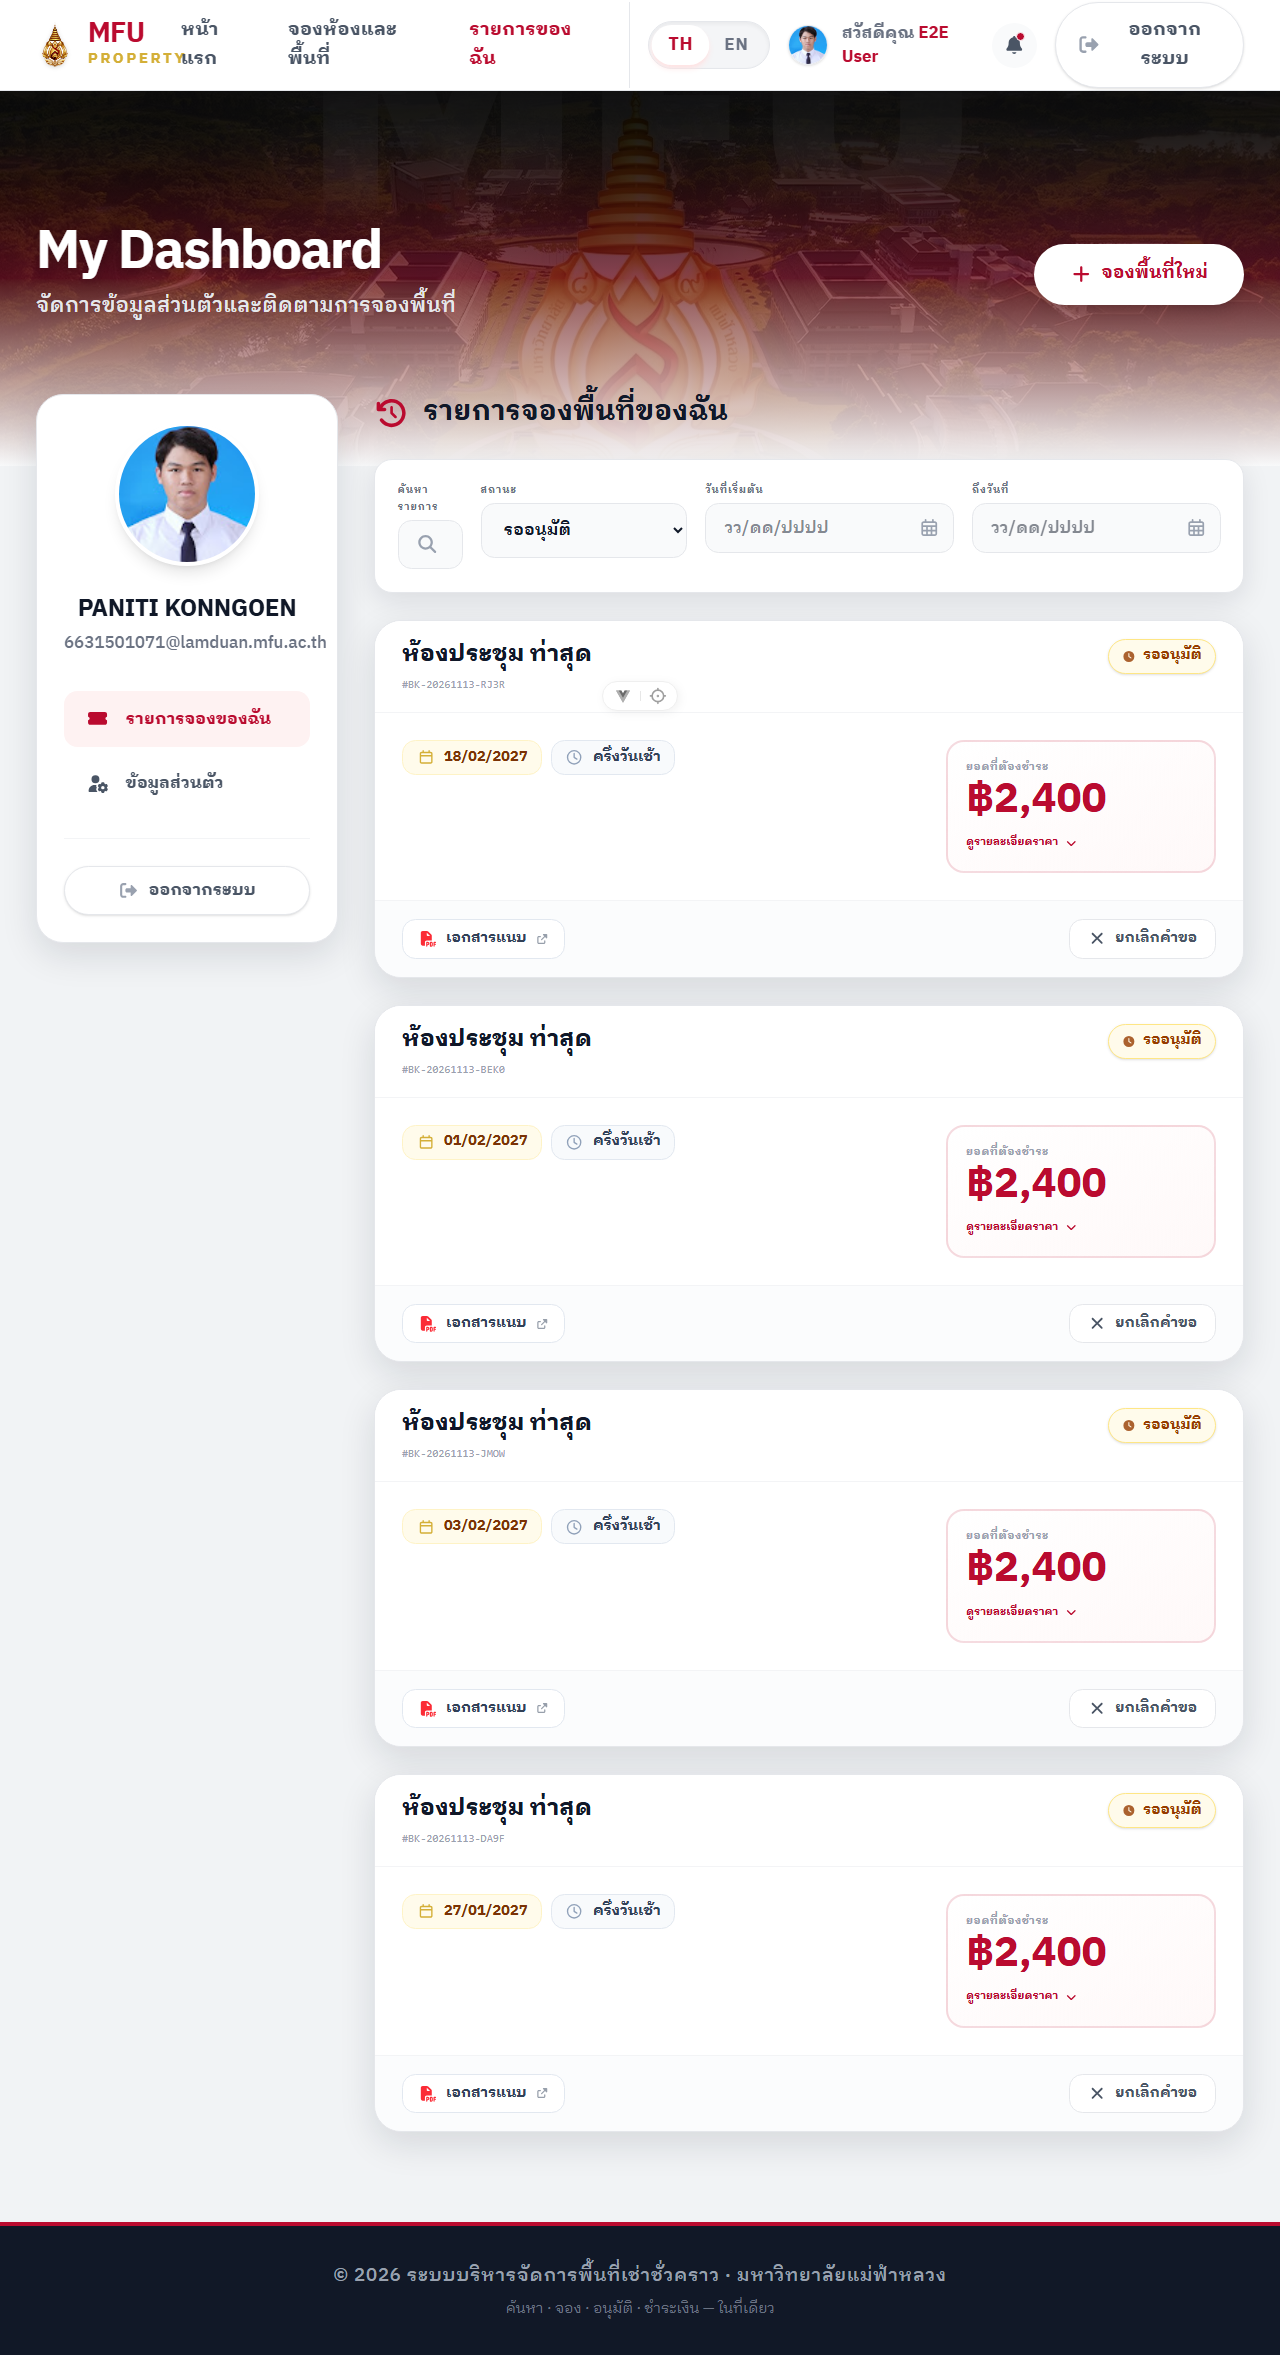 MFU
PROPERTY
หน้าแรก
จองห้องและพื้นที่
รายการของฉัน
TH
EN
สวัสดีคุณ E2E User
ออกจากระบบ
My Dashboard
จัดการข้อมูลส่วนตัวและติดตามการจองพื้นที่
จองพื้นที่ใหม่
PANITI KONNGOEN
6631501071@lamduan.mfu.ac.th
รายการจองของฉัน
ข้อมูลส่วนตัว
ออกจากระบบ
รายการจองพื้นที่ของฉัน
ค้นหารายการ
สถานะ
รออนุมัติ
วันที่เริ่มต้น
วว/ดด/ปปปป
ถึงวันที่
วว/ดด/ปปปป
ห้องประชุม ท่าสุด
#BK-20261113-RJ3R
รออนุมัติ
18/02/2027
ครึ่งวันเช้า
ยอดที่ต้องชำระ
฿2,400
ดูรายละเอียดราคา
เอกสารแนบ
ยกเลิกคำขอ
ห้องประชุม ท่าสุด
#BK-20261113-BEK0
รออนุมัติ
01/02/2027
ครึ่งวันเช้า
ยอดที่ต้องชำระ
฿2,400
ดูรายละเอียดราคา
เอกสารแนบ
ยกเลิกคำขอ
ห้องประชุม ท่าสุด
#BK-20261113-JMOW
รออนุมัติ
03/02/2027
ครึ่งวันเช้า
ยอดที่ต้องชำระ
฿2,400
ดูรายละเอียดราคา
เอกสารแนบ
ยกเลิกคำขอ
ห้องประชุม ท่าสุด
#BK-20261113-DA9F
รออนุมัติ
27/01/2027
ครึ่งวันเช้า
ยอดที่ต้องชำระ
฿2,400
ดูรายละเอียดราคา
เอกสารแนบ
ยกเลิกคำขอ
© 2026 ระบบบริหารจัดการพื้นที่เช่าชั่วคราว · มหาวิทยาลัยแม่ฟ้าหลวง
ค้นหา · จอง · อนุมัติ · ชำระเงิน — ในที่เดียว